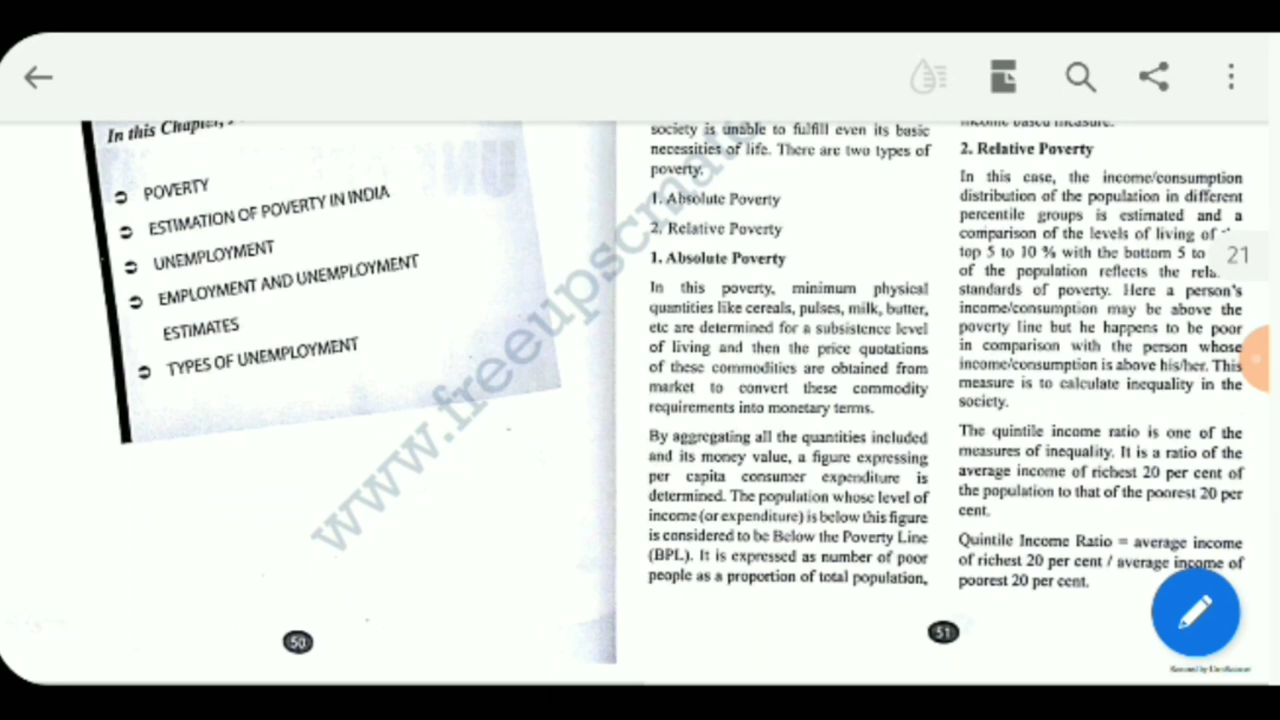 In this Chapter,
POVERTY
ESTIMATION OF POVERTY IN INDIA
UNEMPLOYMENT
EMPLOYMENT AND UNEMPLOYMENT
ESTIMATES
TYPES OF UNEMPLOYMENT
50
society is unable to fulfill even its basic
necessities of life. There are two types of
poverty.
1. Absolute Poverty
2. Relative Poverty
1. Absolute Poverty
In this poverty, minimum physical
quantities like cereals, pulses, milk, butter,
etc are determined for a subsistence level
of living and then the price quotations
of these commodities are obtained from
market to convert these commodity
requirements into monetary terms.
By aggregating all the quantities included
and its money value, a figure expressing
per capita consumer expenditure is
determined. The population whose level of
income (or expenditure) is below this figure
is considered to be Below the Poverty Line
(BPL). It is expressed as number of poor
people as a proportion of total population,
51
income based measure.
2. Relative Poverty
In this case, the income/consumption
distribution of the population in different
percentile groups is estimated and a
comparison of the levels of living of
top 5 to 10 % with the bottom 5 to
of the population reflects the
standards of poverty. Here a person's
income/consumption may be above the
poverty line but he happens to be poor
in comparison with the person whose
income/consumption is above his/her. This
measure is to calculate inequality in the
society.
The quintile income ratio is one of the
measures of inequality. It is a ratio of the
average income of richest 20 per cent of
the population to that of the poorest 20 per
cent.
Quintile Income Ratio = average income
of richest 20 per cent / average income of
poorest 20 per cent.
21